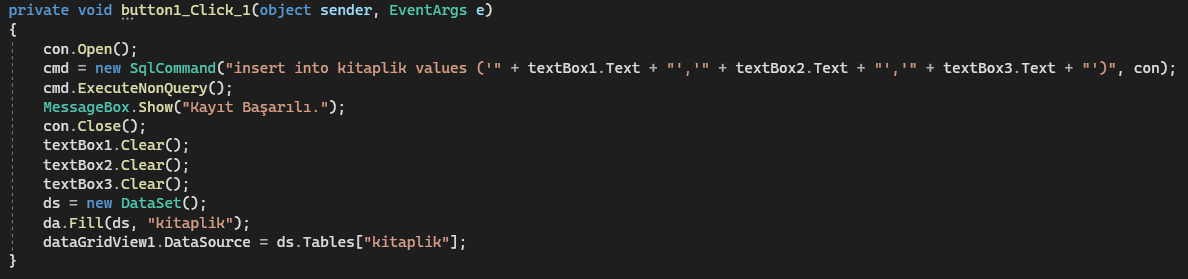 private void button1_Click_1(object sender, EventArgs e)
{
con.Open();
cmd = new SqlCommand("insert into kitaplik values ('" + textBox1.Text + "','" + textBox2.Text + "','" + textBox3.Text + "')", con);
cmd.ExecuteNonQuery();
MessageBox.Show("Kayıt Başarılı.");
con.Close();
textBox1.Clear();
textBox2.Clear();
textBox3.Clear();
ds = new DataSet();
da.Fill(ds, "kitaplik");
dataGridView1.DataSource = ds.Tables["kitaplik"];
}